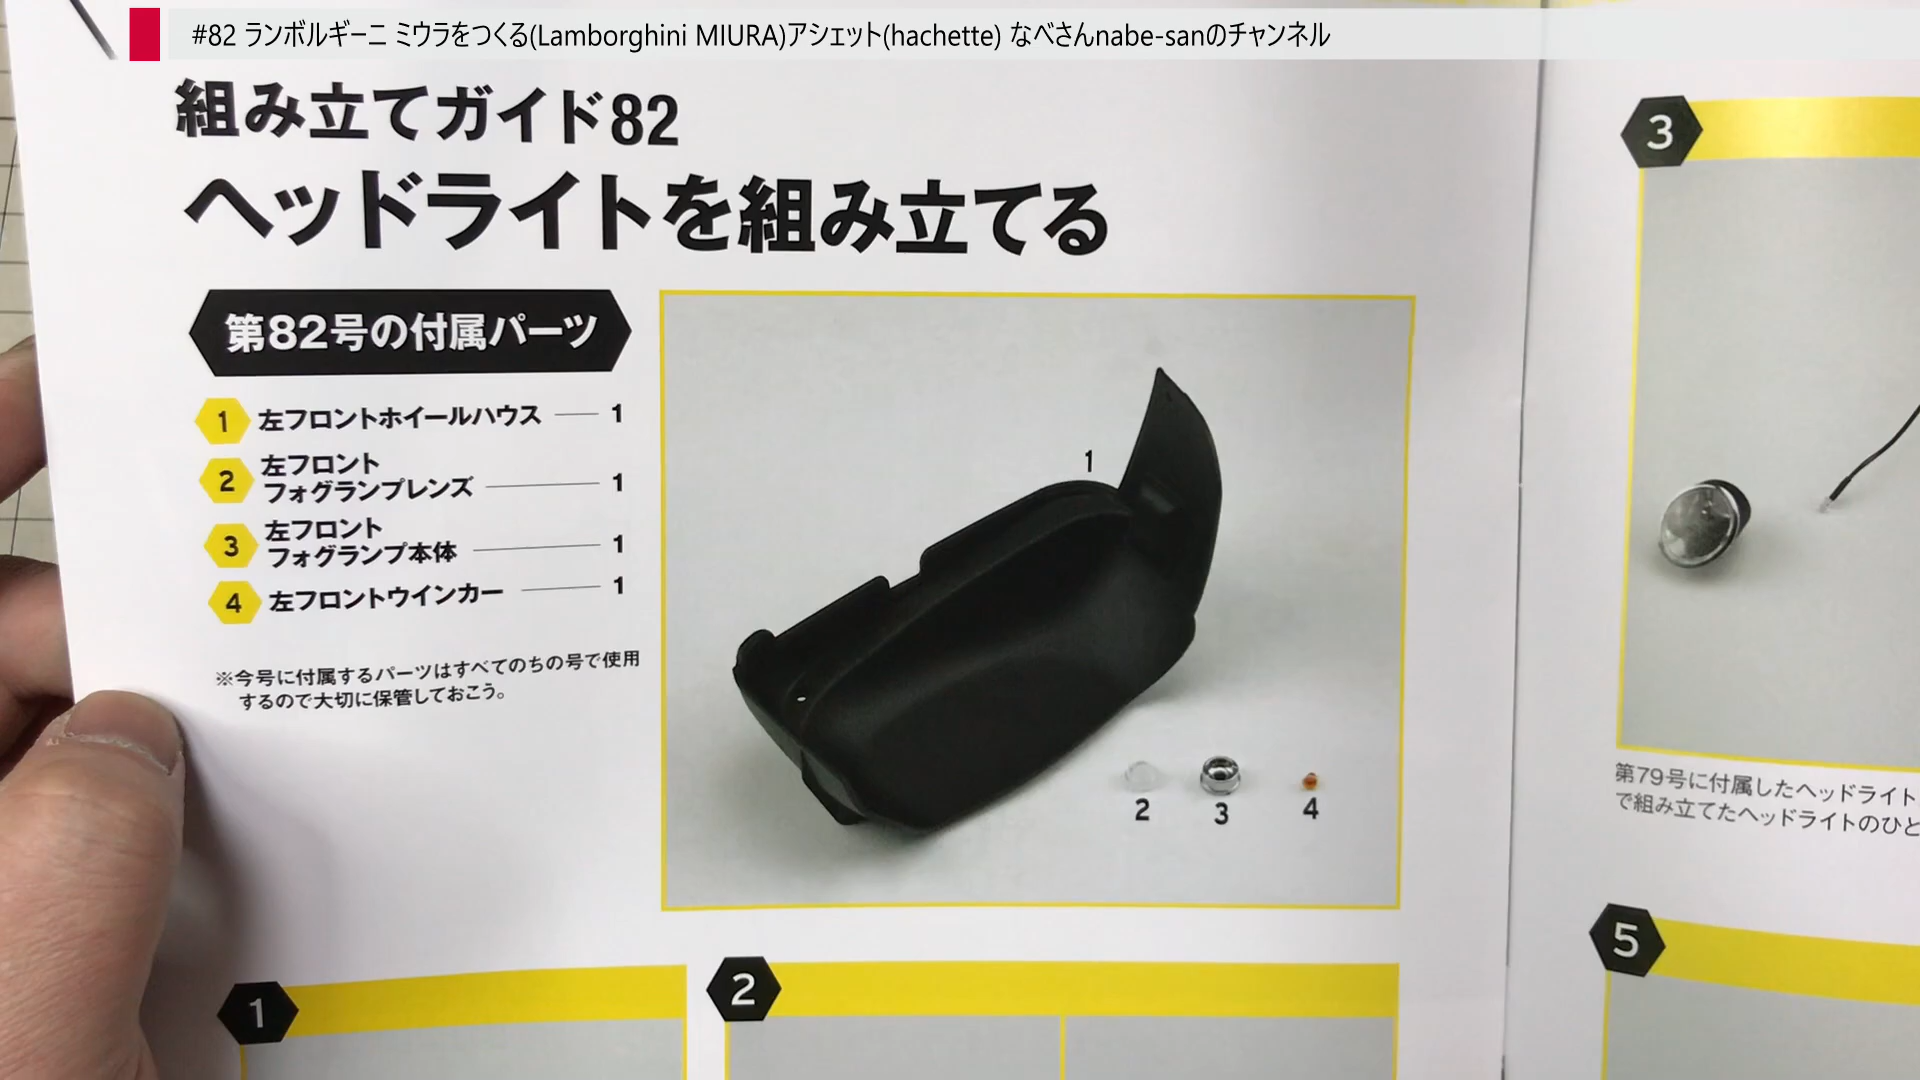 #82 ランボルギーニ ミウラをつくる(Lamborghini MIURA)アシェット(hachette) なべさんnabe-sanのチャンネル
組み立てガイド82
ヘッドライトを組み立てる
第82号の付属パーツ
1 左フロントホイールハウス 1
2 左フロント
フォグランプレンズ 1
3 左フロント
フォグランプ本体 1
4 左フロントウインカー 1
※今号に付属するパーツはすべてのちの号で使用
するので大切に保管しておこう。
1
2
3
4
1
2
3
第79号に付属したヘッドライト
で組み立てたヘッドライトのひと
5